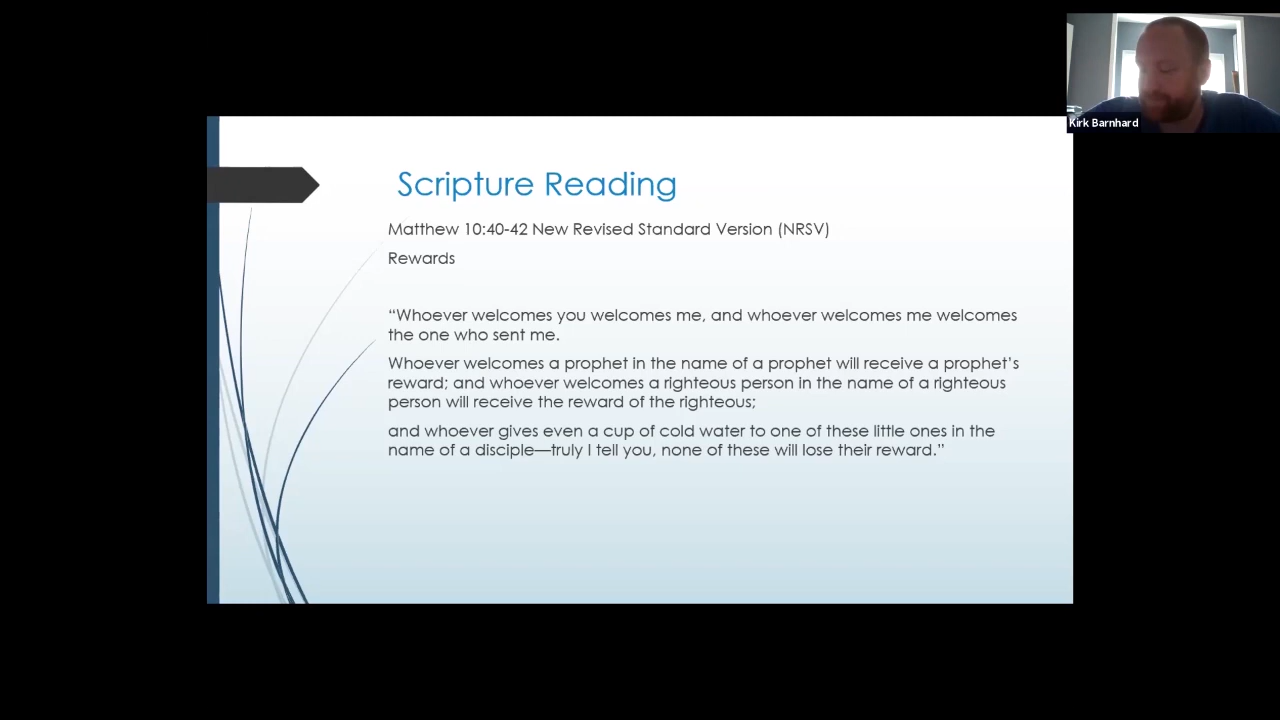 Kirk Barnhard
Scripture Reading
Matthew 10:40-42 New Revised Standard Version (NRSV)
Rewards
“Whoever welcomes you welcomes me, and whoever welcomes me welcomes
the one who sent me.
Whoever welcomes a prophet in the name of a prophet will receive a prophet’s
reward; and whoever welcomes a righteous person in the name of a righteous
person will receive the reward of the righteous;
and whoever gives even a cup of cold water to one of these little ones in the
name of a disciple—truly I tell you, none of these will lose their reward.”